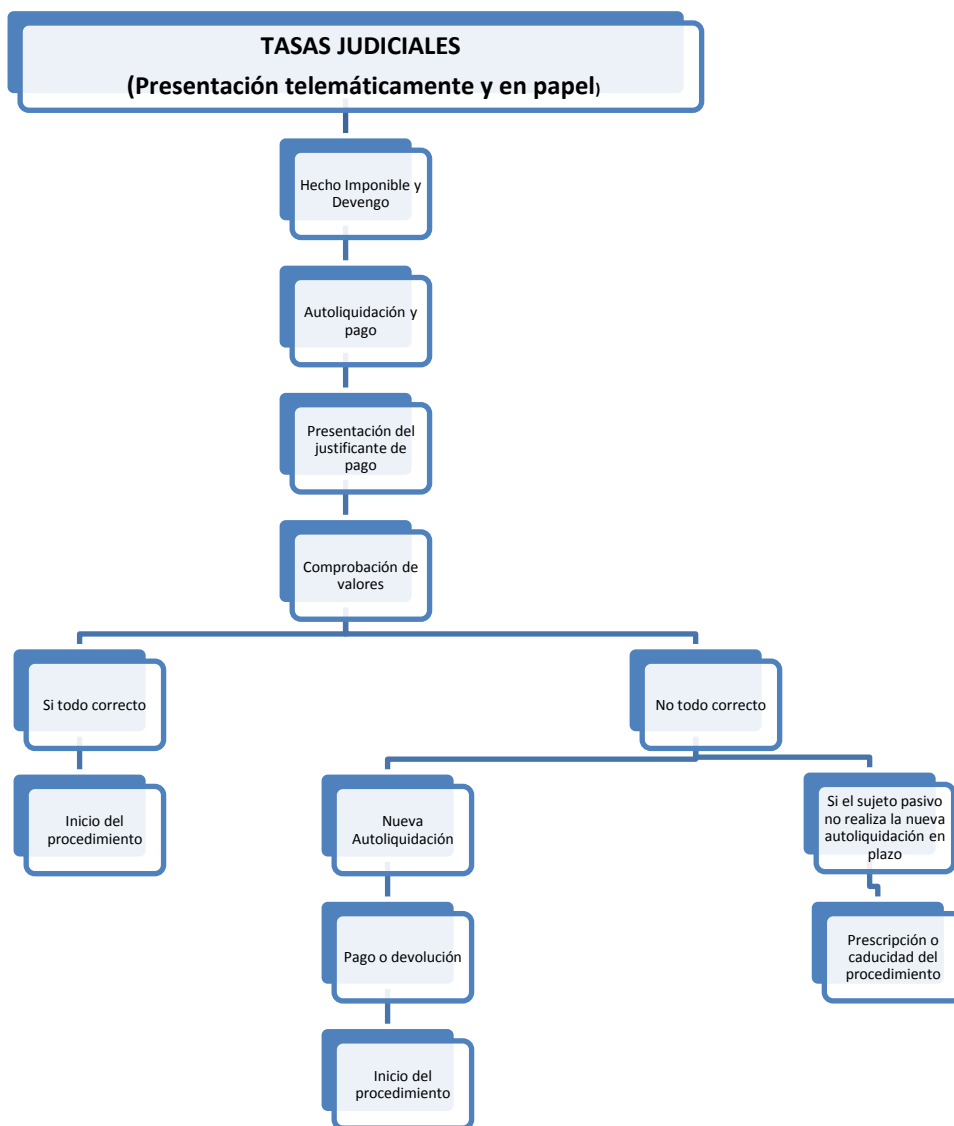 TASAS JUDICIALES
(Presentación telemáticamente y en papel)
Hecho Imponible y
Devengo
Autoliquidación y
pago
Presentación del
justificante de
pago
Comprobación de
valores
Si todo correcto
No todo correcto
Inicio del
procedimiento
Nueva
Autoliquidación
Si el sujeto pasivo
no realiza la nueva
autoliquidación en
plazo
Pago o devolución
Prescripción o
caducidad del
procedimiento
Inicio del
procedimiento